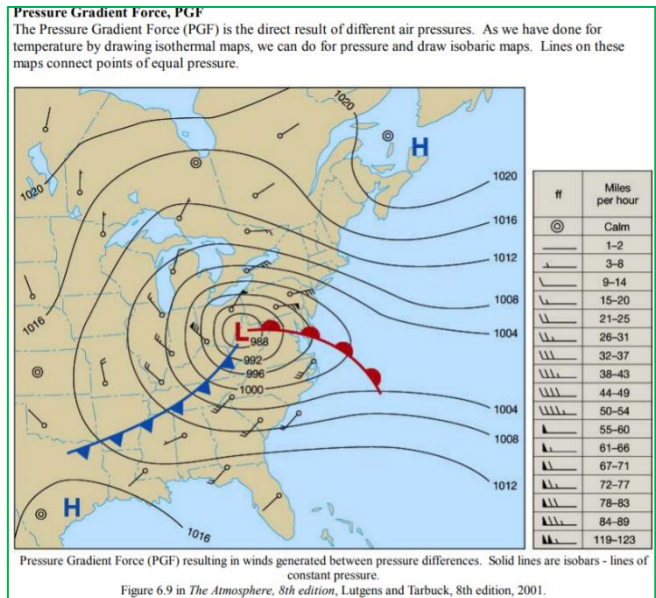 Pressure Gradient Force, PGF
The Pressure Gradient Force (PGF) is the direct result of different air pressures. As we have done for
temperature by drawing isothermal maps, we can do for pressure and draw isobaric maps. Lines on these
maps connect points of equal pressure.
1020
H
1020
1020
1016
1012
1008
1004
1016
L
988
992
996
1000
1004
1008
1012
H
1016
ff Miles per hour
Calm
1–2
3–8
9–14
15–20
21–25
26–31
32–37
38–43
44–49
50–54
55–60
61–66
67–71
72–77
78–83
84–89
119–123
Pressure Gradient Force (PGF) resulting in winds generated between pressure differences. Solid lines are isobars - lines of
constant pressure.
Figure 6.9 in The Atmosphere, 8th edition, Lutgens and Tarbuck, 8th edition, 2001.